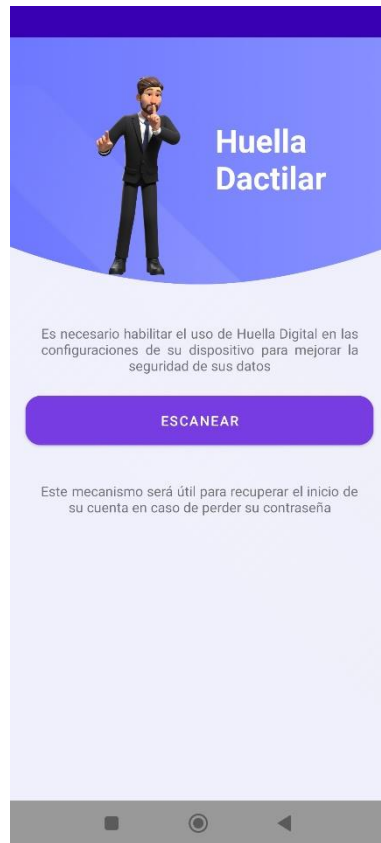 Huella
Dactilar
Es necesario habilitar el uso de Huella Digital en las
configuraciones de su dispositivo para mejorar la
seguridad de sus datos
ESCANEAR
Este mecanismo será útil para recuperar el inicio de
su cuenta en caso de perder su contraseña